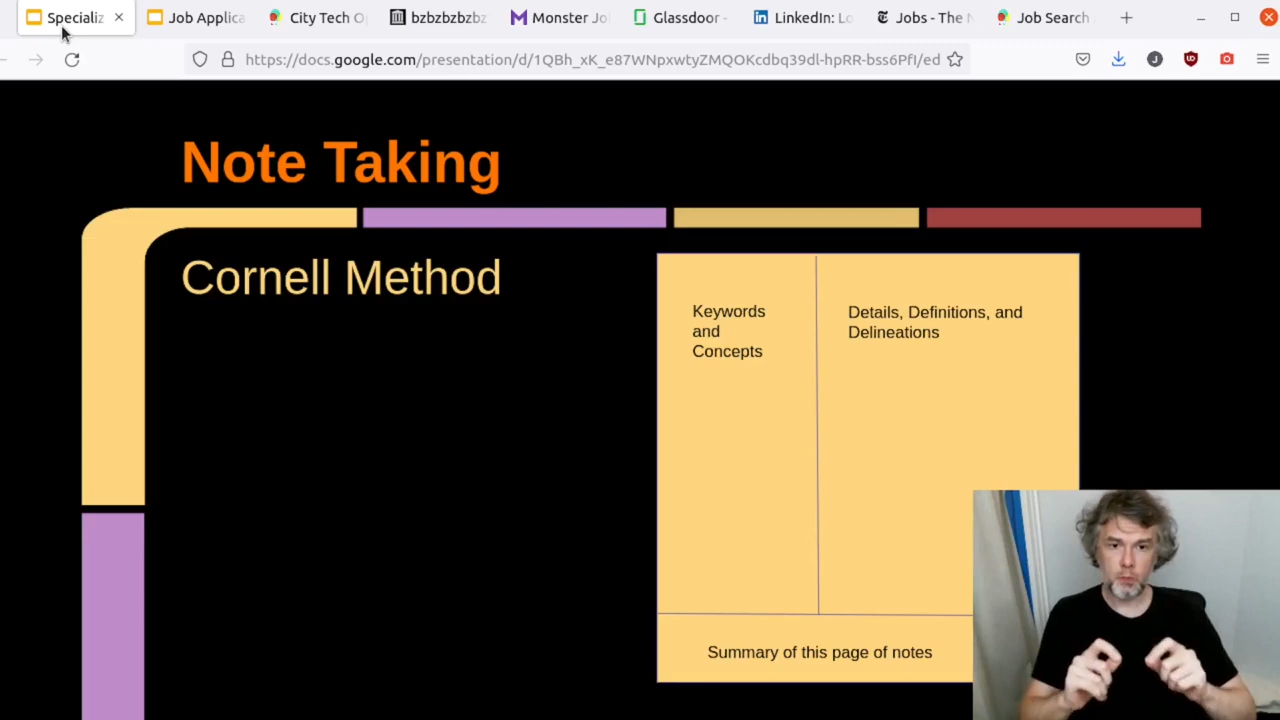 Specializ
Job Applica
City Tech O
bzbzbzbzbz
Monster Jo
Glassdoor -
LinkedIn: Lo
Jobs - The N
Job Search
https://docs.google.com/presentation/d/1QBh_xK_e87WNpxwtyZMQOKcdbq39dl-hpRR-bss6PfI/ed
Note Taking
Cornell Method
Keywords
and
Concepts
Details, Definitions, and
Delineations
Summary of this page of notes